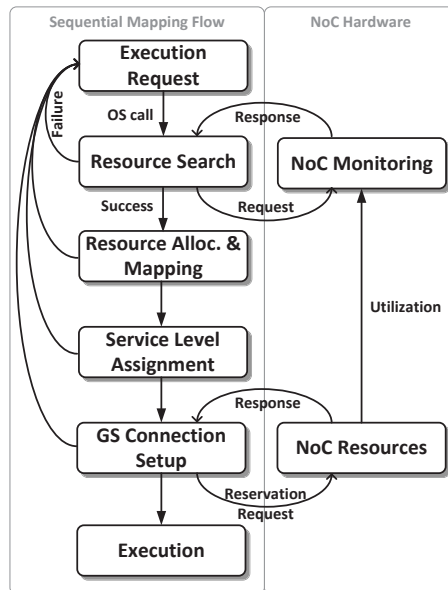 Sequential Mapping Flow
NoC Hardware
Execution
Request
Failure
OS call
Response
Resource Search
NoC Monitoring
Success
Request
Resource Alloc. &
Mapping
Utilization
Service Level
Assignment
Response
GS Connection
Setup
NoC Resources
Reservation
Request
Execution